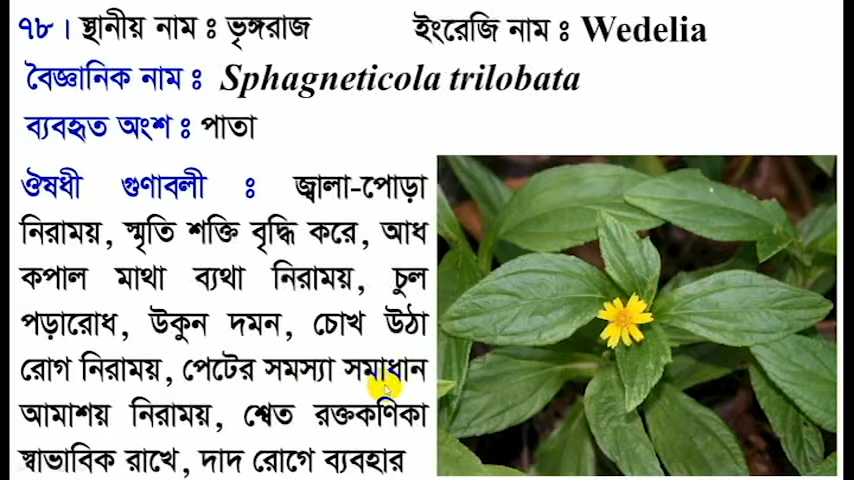 ৭৮। স্থানীয় নাম ঃ ভৃঙ্গরাজ ইংরেজি নাম ঃ Wedelia
বৈজ্ঞানিক নাম ঃ Sphagneticola trilobata
ব্যবহৃত অংশ ঃ পাতা
ঔষধী গুণাবলী ঃ জ্বালা-পোড়া
নিরাময়, স্মৃতি শক্তি বৃদ্ধি করে, আধ
কপাল মাথা ব্যথা নিরাময়, চুল
পড়ারোধ, উকুন দমন, চোখ উঠা
রোগ নিরাময়, পেটের সমস্যা সমাধান
আমাশয় নিরাময়, শ্বেত রক্তকণিকা
স্বাভাবিক রাখে, দাদ রোগে ব্যবহার